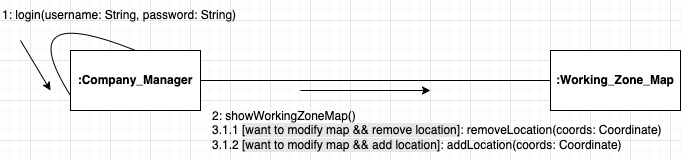 1: login(username: String, password: String)
:Company_Manager
:Working_Zone_Map
2: showWorkingZoneMap()
3.1.1 [want to modify map && remove location]: removeLocation(coords: Coordinate)
3.1.2 [want to modify map && add location]: addLocation(coords: Coordinate)